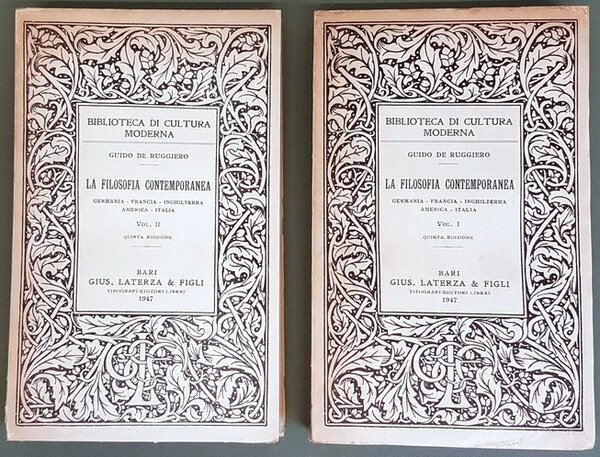 BIBLIOTECA DI CULTURA
MODERNA
GUIDO DE RUGGIERO
LA FILOSOFIA CONTEMPORANEA
GERMANIA - FRANCIA - INGHILTERRA
AMERICA - ITALIA
VOL. II
QUINTA EDIZIONE
BARI
GIUS. LATERZA & FIGLI
TIPOGRAFI-EDITORI-LIBRAI
1947
BIBLIOTECA DI CULTURA
MODERNA
GUIDO DE RUGGIERO
LA FILOSOFIA CONTEMPORANEA
GERMANIA - FRANCIA - INGHILTERRA
AMERICA - ITALIA
VOL. I
QUINTA EDIZIONE
BARI
GIUS. LATERZA & FIGLI
TIPOGRAFI-EDITORI-LIBRAI
1947